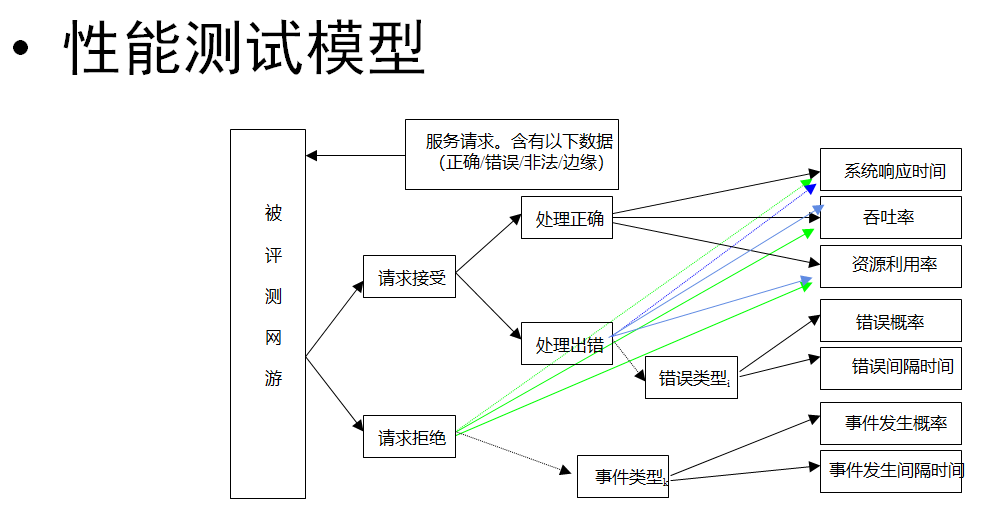 • 性能测试模型
服务请求。含有以下数据
（正确/错误/非法/边缘）
被
评
测
网
游
请求接受
请求拒绝
处理正确
处理出错
错误类型i
事件类型k
系统响应时间
吞吐率
资源利用率
错误概率
错误间隔时间
事件发生概率
事件发生间隔时间